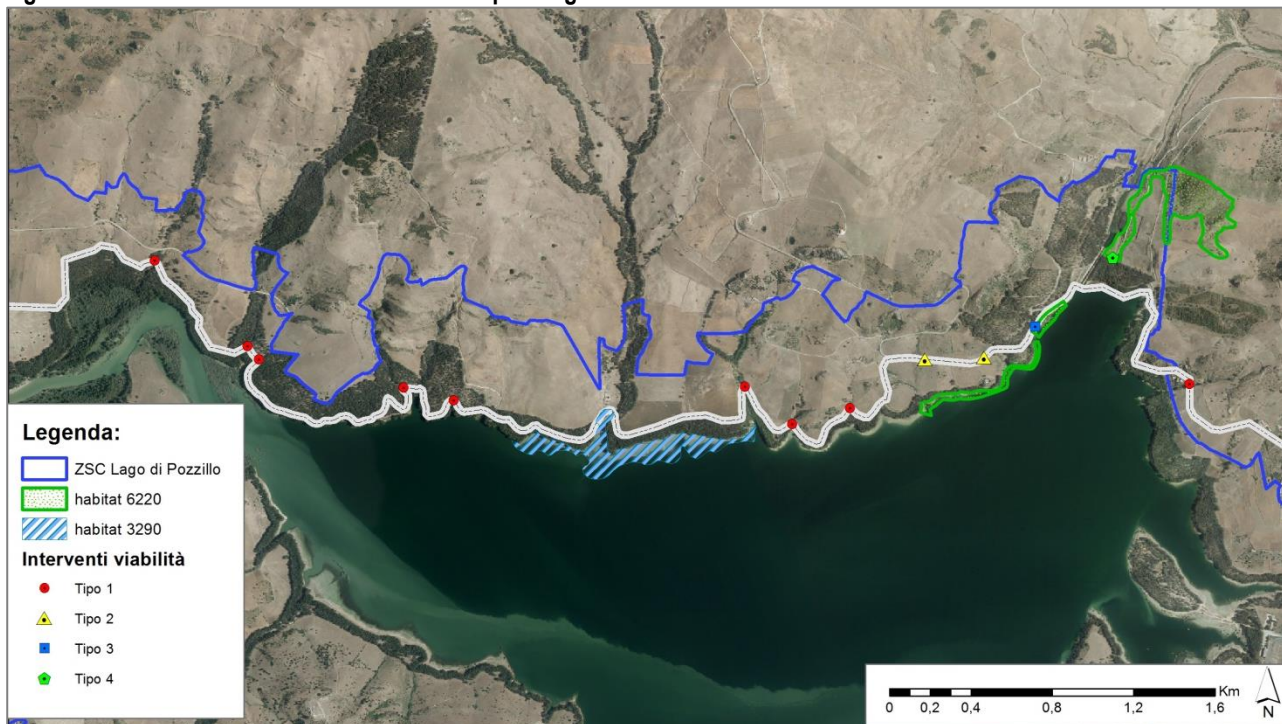 Legenda:
ZSC Lago di Pozzillo
habitat 6220
habitat 3290
Interventi viabilità
Tipo 1
Tipo 2
Tipo 3
Tipo 4
Km
0 0,2 0,4 0,8 1,2 1,6
N